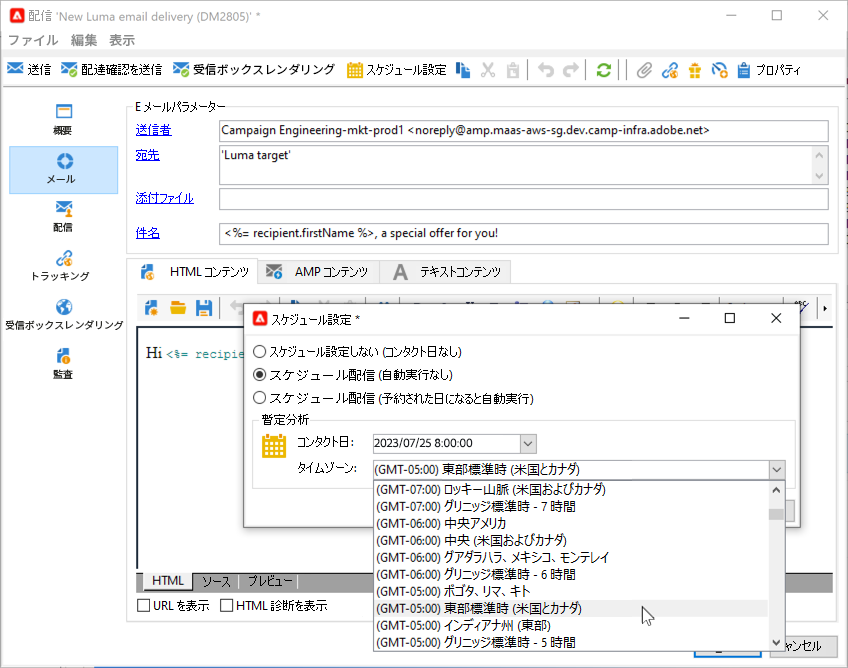 配信 'New Luma email delivery (DM2805)' *
ファイル 編集 表示
送信 配達確認を送信 受信ボックスレンダリング スケジュール設定 プロパティ
概要
メール
配信
トラッキング
受信ボックスレンダリング
監査
Eメールパラメーター
送信者 Campaign Engineering-mkt-prod1 <noreply@amp.maas-aws-sg.dev.camp-infra.adobe.net>
宛先 'Luma target'
添付ファイル
件名 <%= recipient.firstName %>, a special offer for you!
HTML コンテンツ AMP コンテンツ テキストコンテンツ
Hi <%= recipie
スケジュール設定 *
スケジュール設定しない (コンタクト日なし)
スケジュール配信 (自動実行なし)
スケジュール配信 (予約された日になると自動実行)
暫定分析
コンタクト日: 2023/07/25 8:00:00
タイムゾーン: (GMT-05:00) 東部標準時 (米国とカナダ)
(GMT-07:00) ロッキー山脈 (米国およびカナダ)
(GMT-07:00) グリニッジ標準時 - 7 時間
(GMT-06:00) 中央アメリカ
(GMT-06:00) 中央 (米国およびカナダ)
(GMT-06:00) グアダラハラ、メキシコ、モンテレイ
(GMT-06:00) グリニッジ標準時 - 6 時間
(GMT-05:00) ボゴタ、リマ、キト
(GMT-05:00) 東部標準時 (米国とカナダ)
(GMT-05:00) インディアナ州 (東部)
(GMT-05:00) グリニッジ標準時 - 5 時間
HTML ソース プレビュー
URL を表示 HTML 診断を表示
ャンセル